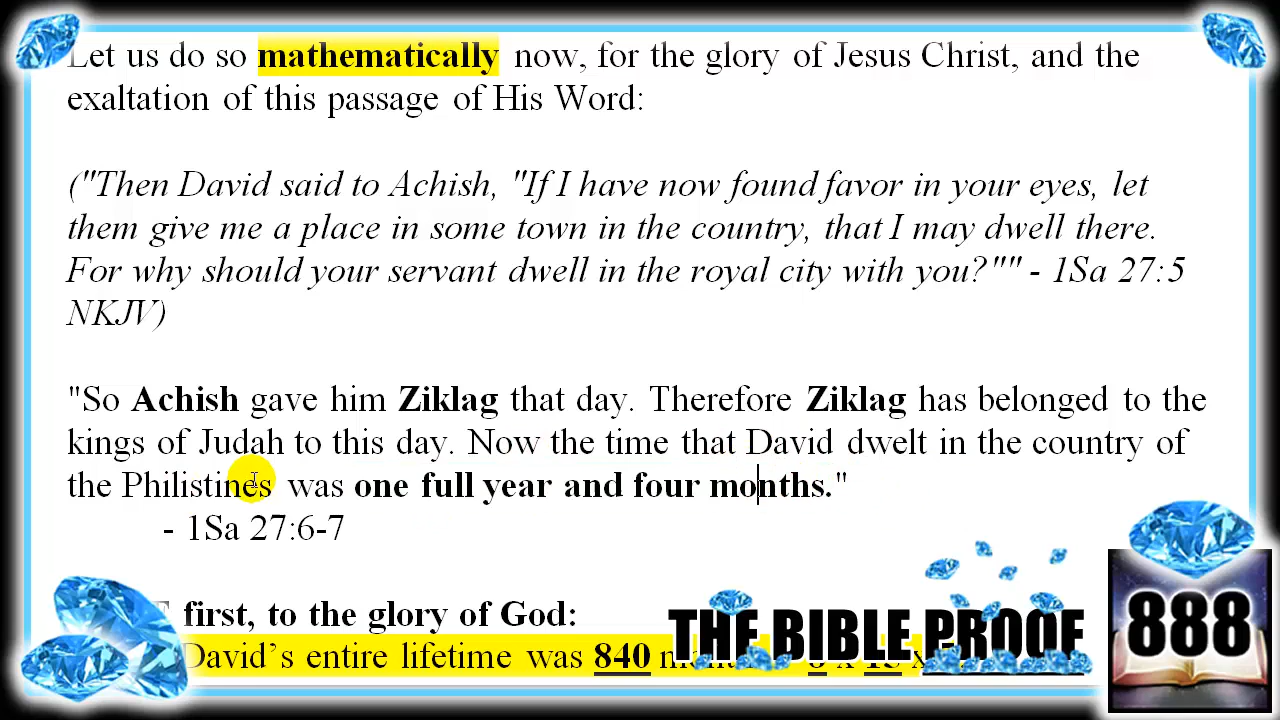 Let us do so mathematically now, for the glory of Jesus Christ, and the
exaltation of this passage of His Word:
("Then David said to Achish, "If I have now found favor in your eyes, let
them give me a place in some town in the country, that I may dwell there.
For why should your servant dwell in the royal city with you?"" - 1Sa 27:5
NKJV)
"So Achish gave him Ziklag that day. Therefore Ziklag has belonged to the
kings of Judah to this day. Now the time that David dwelt in the country of
the Philistines was one full year and four months."
- 1Sa 27:6-7
first, to the glory of God:
David’s entire lifetime was 840
THE BIBLE PROOF
888